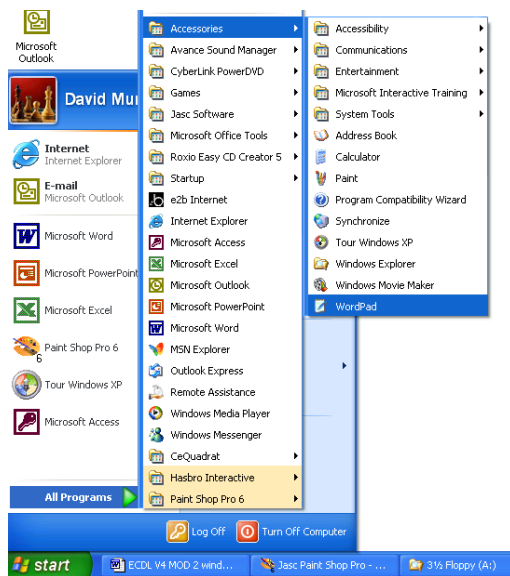 Microsoft
Outlook
David Mu
Internet
Internet Explorer
E-mail
Microsoft Outlook
Microsoft Word
Microsoft PowerPoint
Microsoft Excel
Paint Shop Pro 6
6
Tour Windows XP
Microsoft Access
All Programs
Accessories
Avance Sound Manager
CyberLink PowerDVD
Games
Jasc Software
Microsoft Office Tools
Roxio Easy CD Creator 5
Startup
e2b Internet
Internet Explorer
Microsoft Access
Microsoft Excel
Microsoft Outlook
Microsoft PowerPoint
Microsoft Word
MSN Explorer
Outlook Express
Remote Assistance
Windows Media Player
Windows Messenger
CeQuadrat
Hasbro Interactive
Paint Shop Pro 6
Accessibility
Communications
Entertainment
Microsoft Interactive Training
System Tools
Address Book
Calculator
Paint
Program Compatibility Wizard
Synchronize
Tour Windows XP
Windows Explorer
Windows Movie Maker
WordPad
Log Off
Turn Off Computer
start
ECDL V4 MOD 2 wind...
Jasc Paint Shop Pro - ...
3½ Floppy (A:)